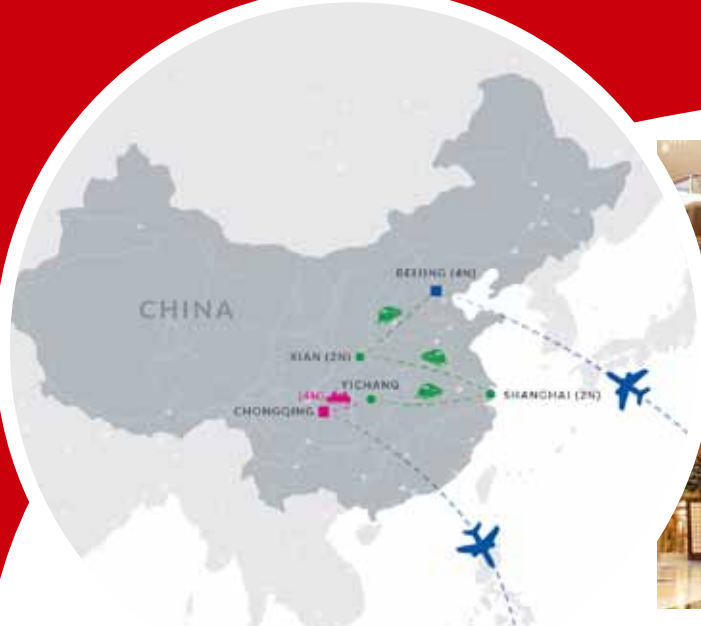 BEIJING (4N)
CHINA
XIAN (2N)
YICHANG
(4N)
SHANGHAI (2N)
CHONGQING